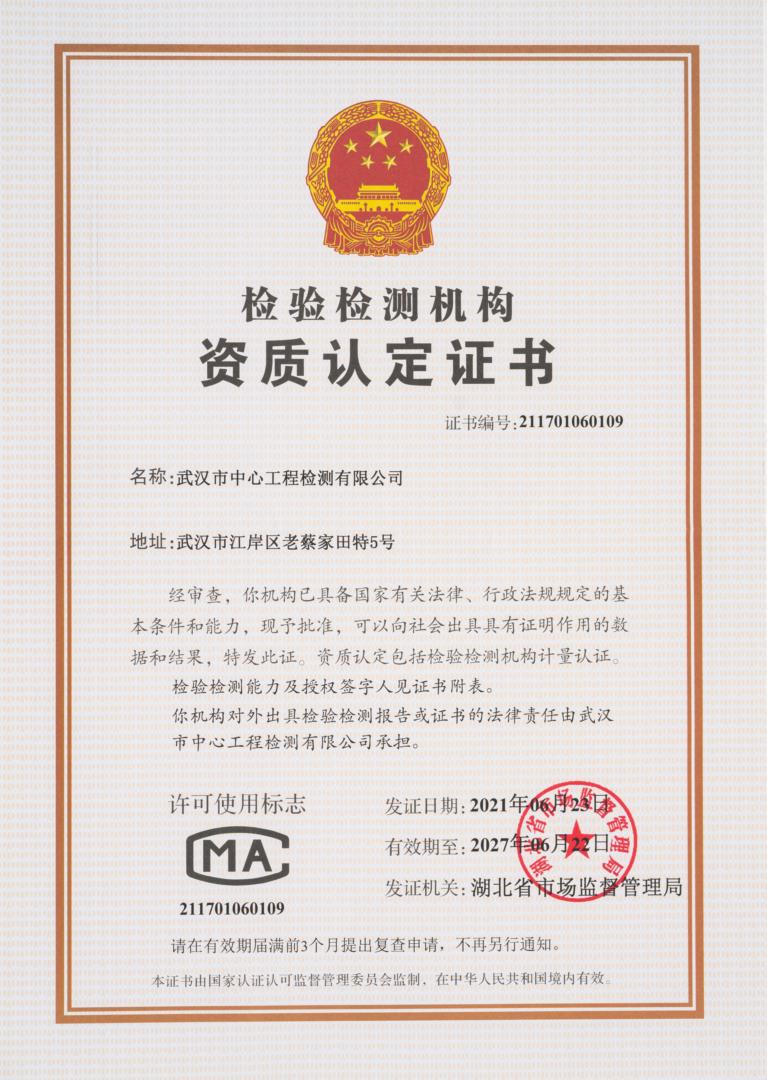 检验检测机构
资质认定证书
证书编号:211701060109
名称:武汉市中心工程检测有限公司
地址:武汉市江岸区老蔡家田特5号
经审查，你机构已具备国家有关法律、行政法规规定的基
本条件和能力，现予批准，可以向社会出具具有证明作用的数
据和结果，特发此证。资质认定包括检验检测机构计量认证。
检验检测能力及授权签字人见证书附表。
你机构对外出具检验检测报告或证书的法律责任由武汉
市中心工程检测有限公司承担。
许可使用标志
MA
211701060109
发证日期:2021年06月23日
有效期至:2027年06月22日
发证机关:湖北省市场监督管理局
湖北省市场监督管理局
请在有效期届满前3个月提出复查申请，不再另行通知。
本证书由国家认证认可监督管理委员会监制，在中华人民共和国境内有效。